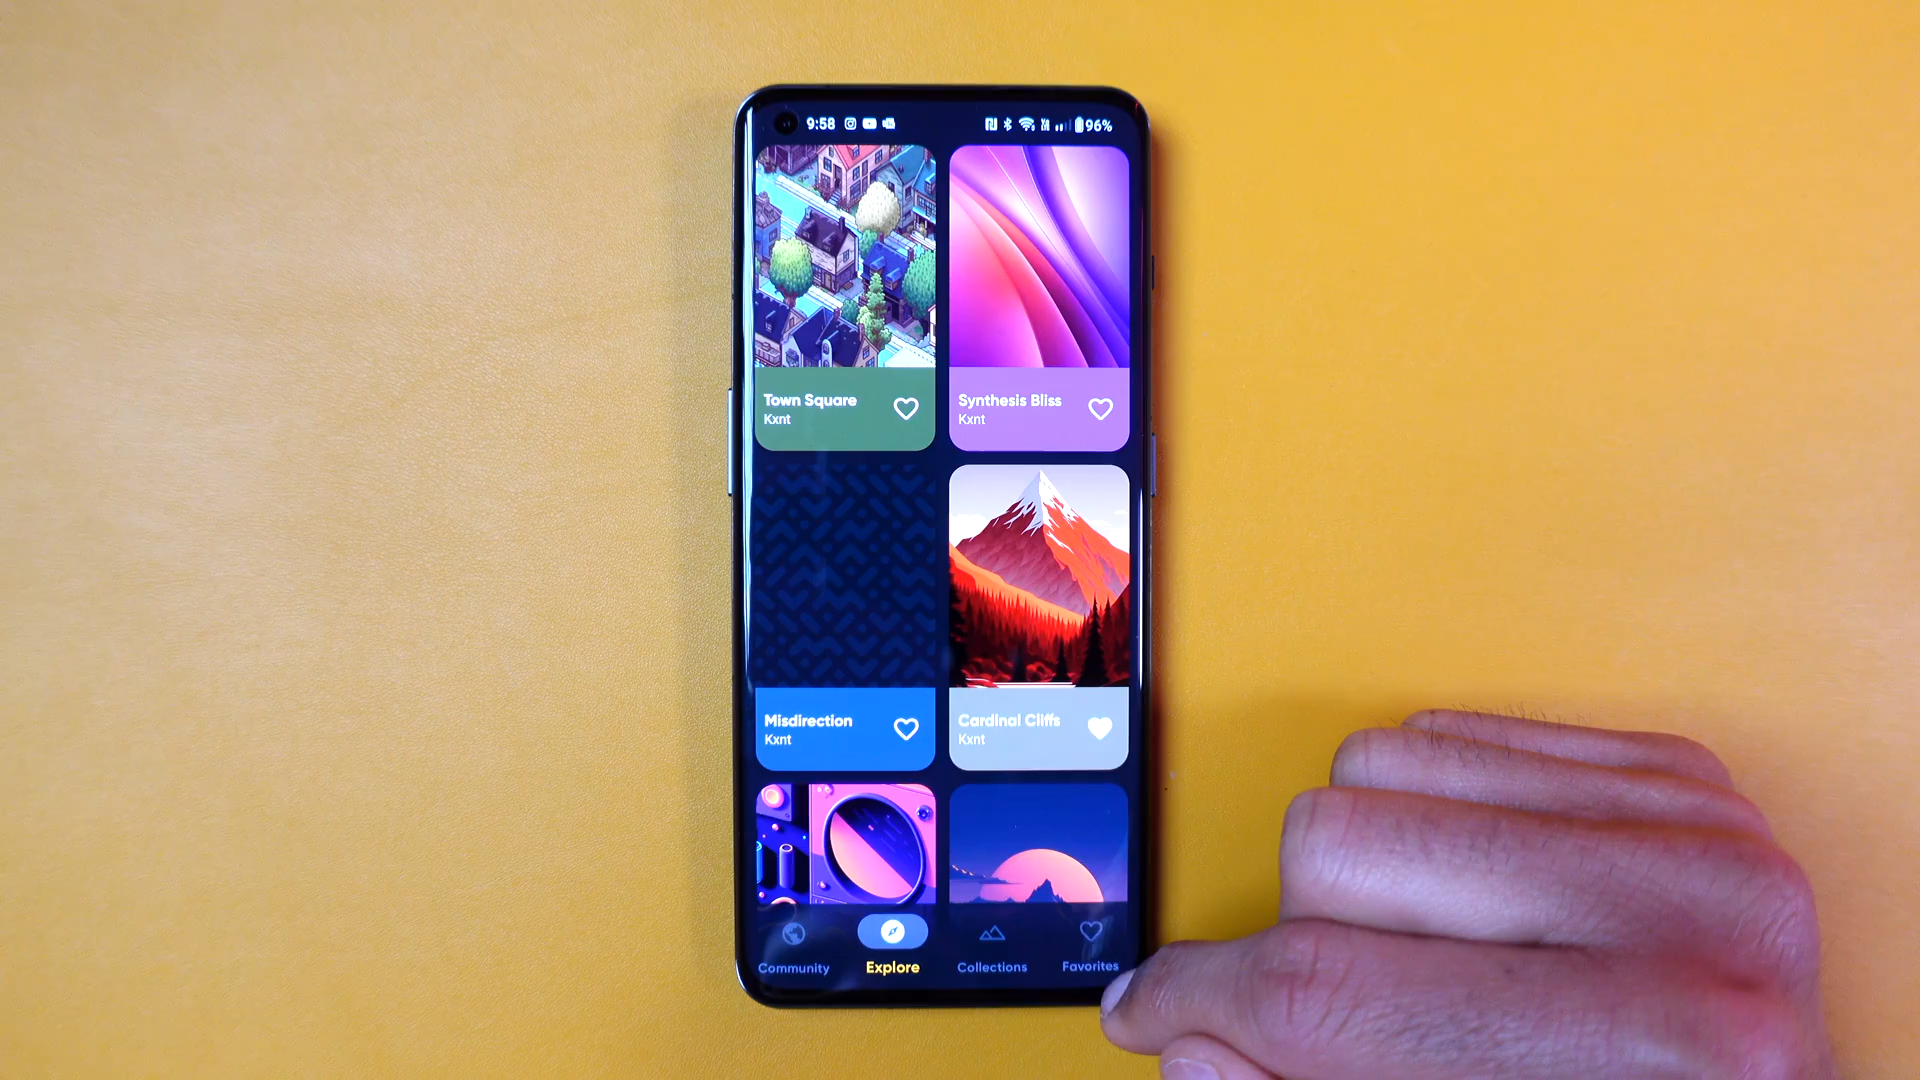 9:58
96%
Town Square
Kxnt
Synthesis Bliss
Kxnt
Misdirection
Kxnt
Cardinal Cliffs
Kxnt
Community
Explore
Collections
Favorites